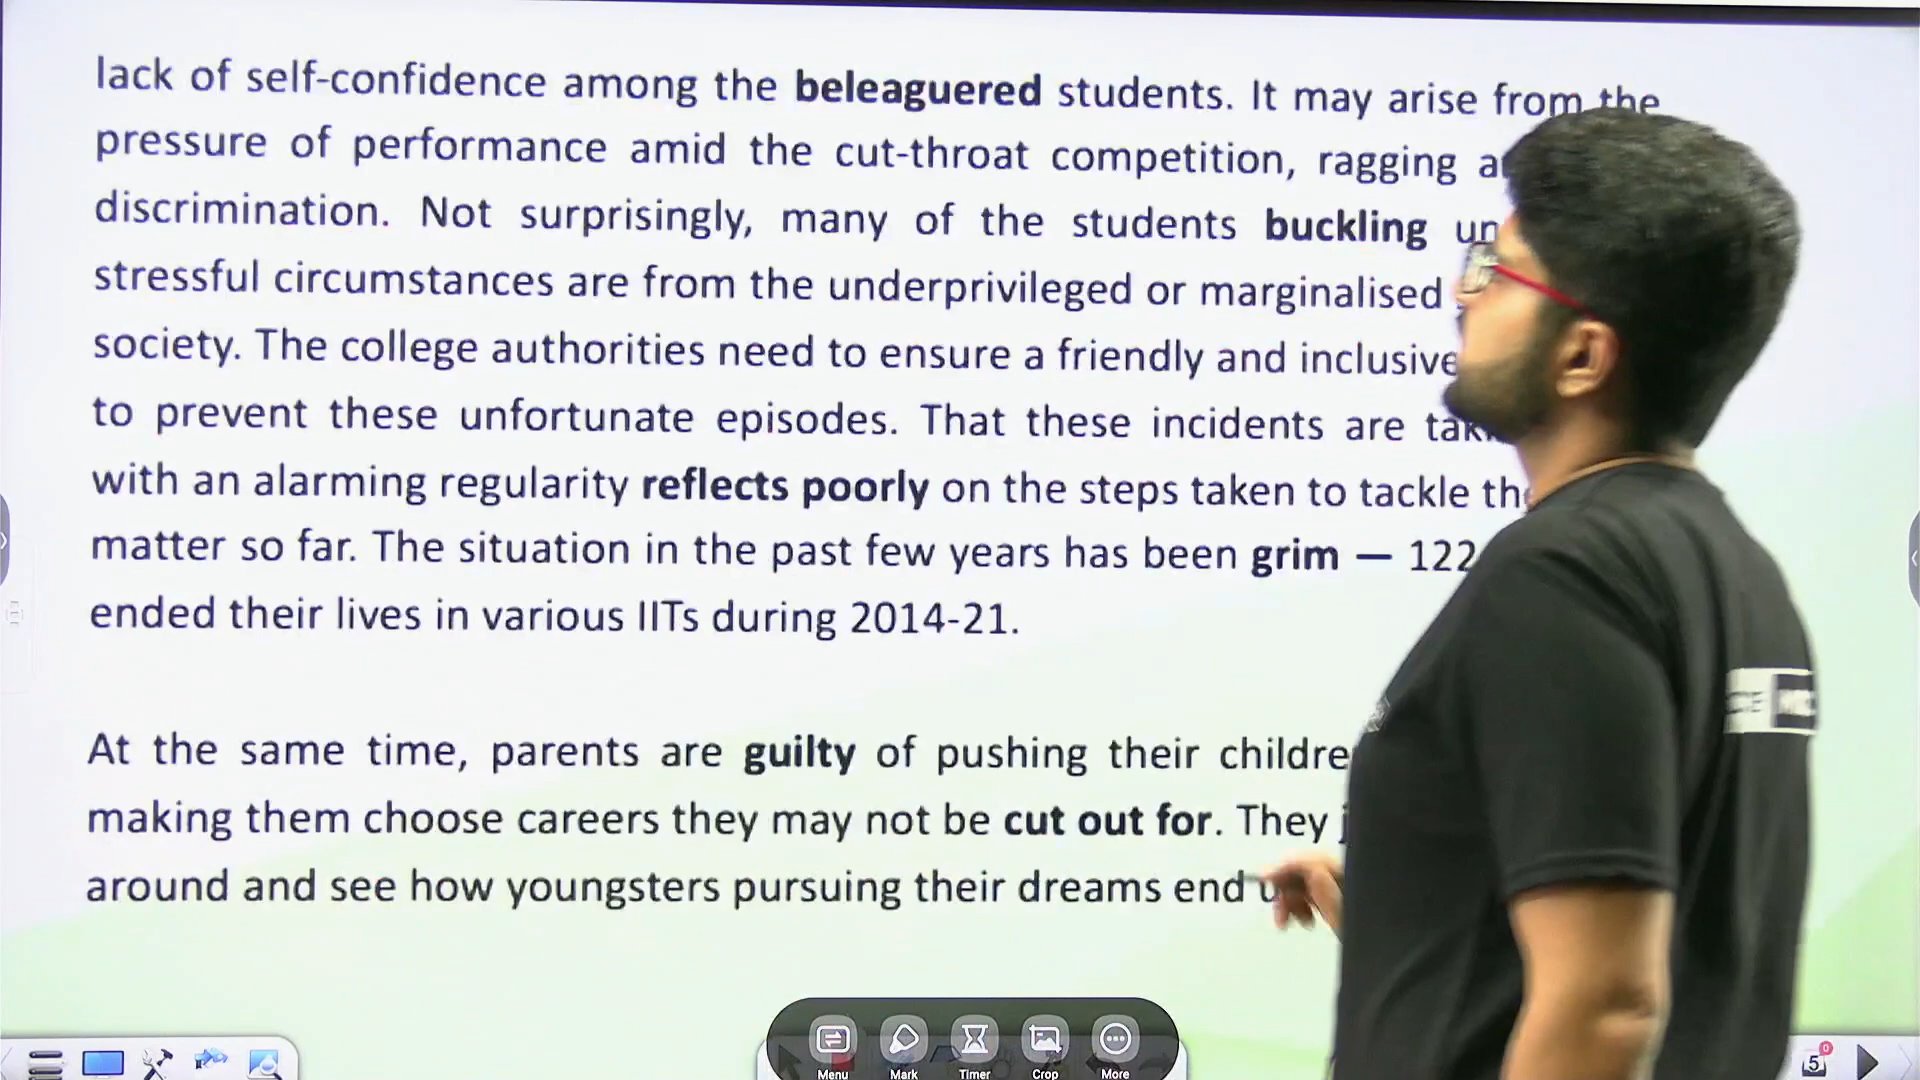 lack of self-confidence among the beleaguered students. It may arise from the
pressure of performance amid the cut-throat competition, ragging
discrimination. Not surprisingly, many of the students buckling
stressful circumstances are from the underprivileged or marginalised
society. The college authorities need to ensure a friendly and inclusive
to prevent these unfortunate episodes. That these incidents are
with an alarming regularity reflects poorly on the steps taken to tackle
matter so far. The situation in the past few years has been grim — 122
ended their lives in various IITs during 2014-21.
At the same time, parents are guilty of pushing their
making them choose careers they may not be cut out for. They
around and see how youngsters pursuing their dreams end
Menu
Mark
Timer
Crop
More
5
0